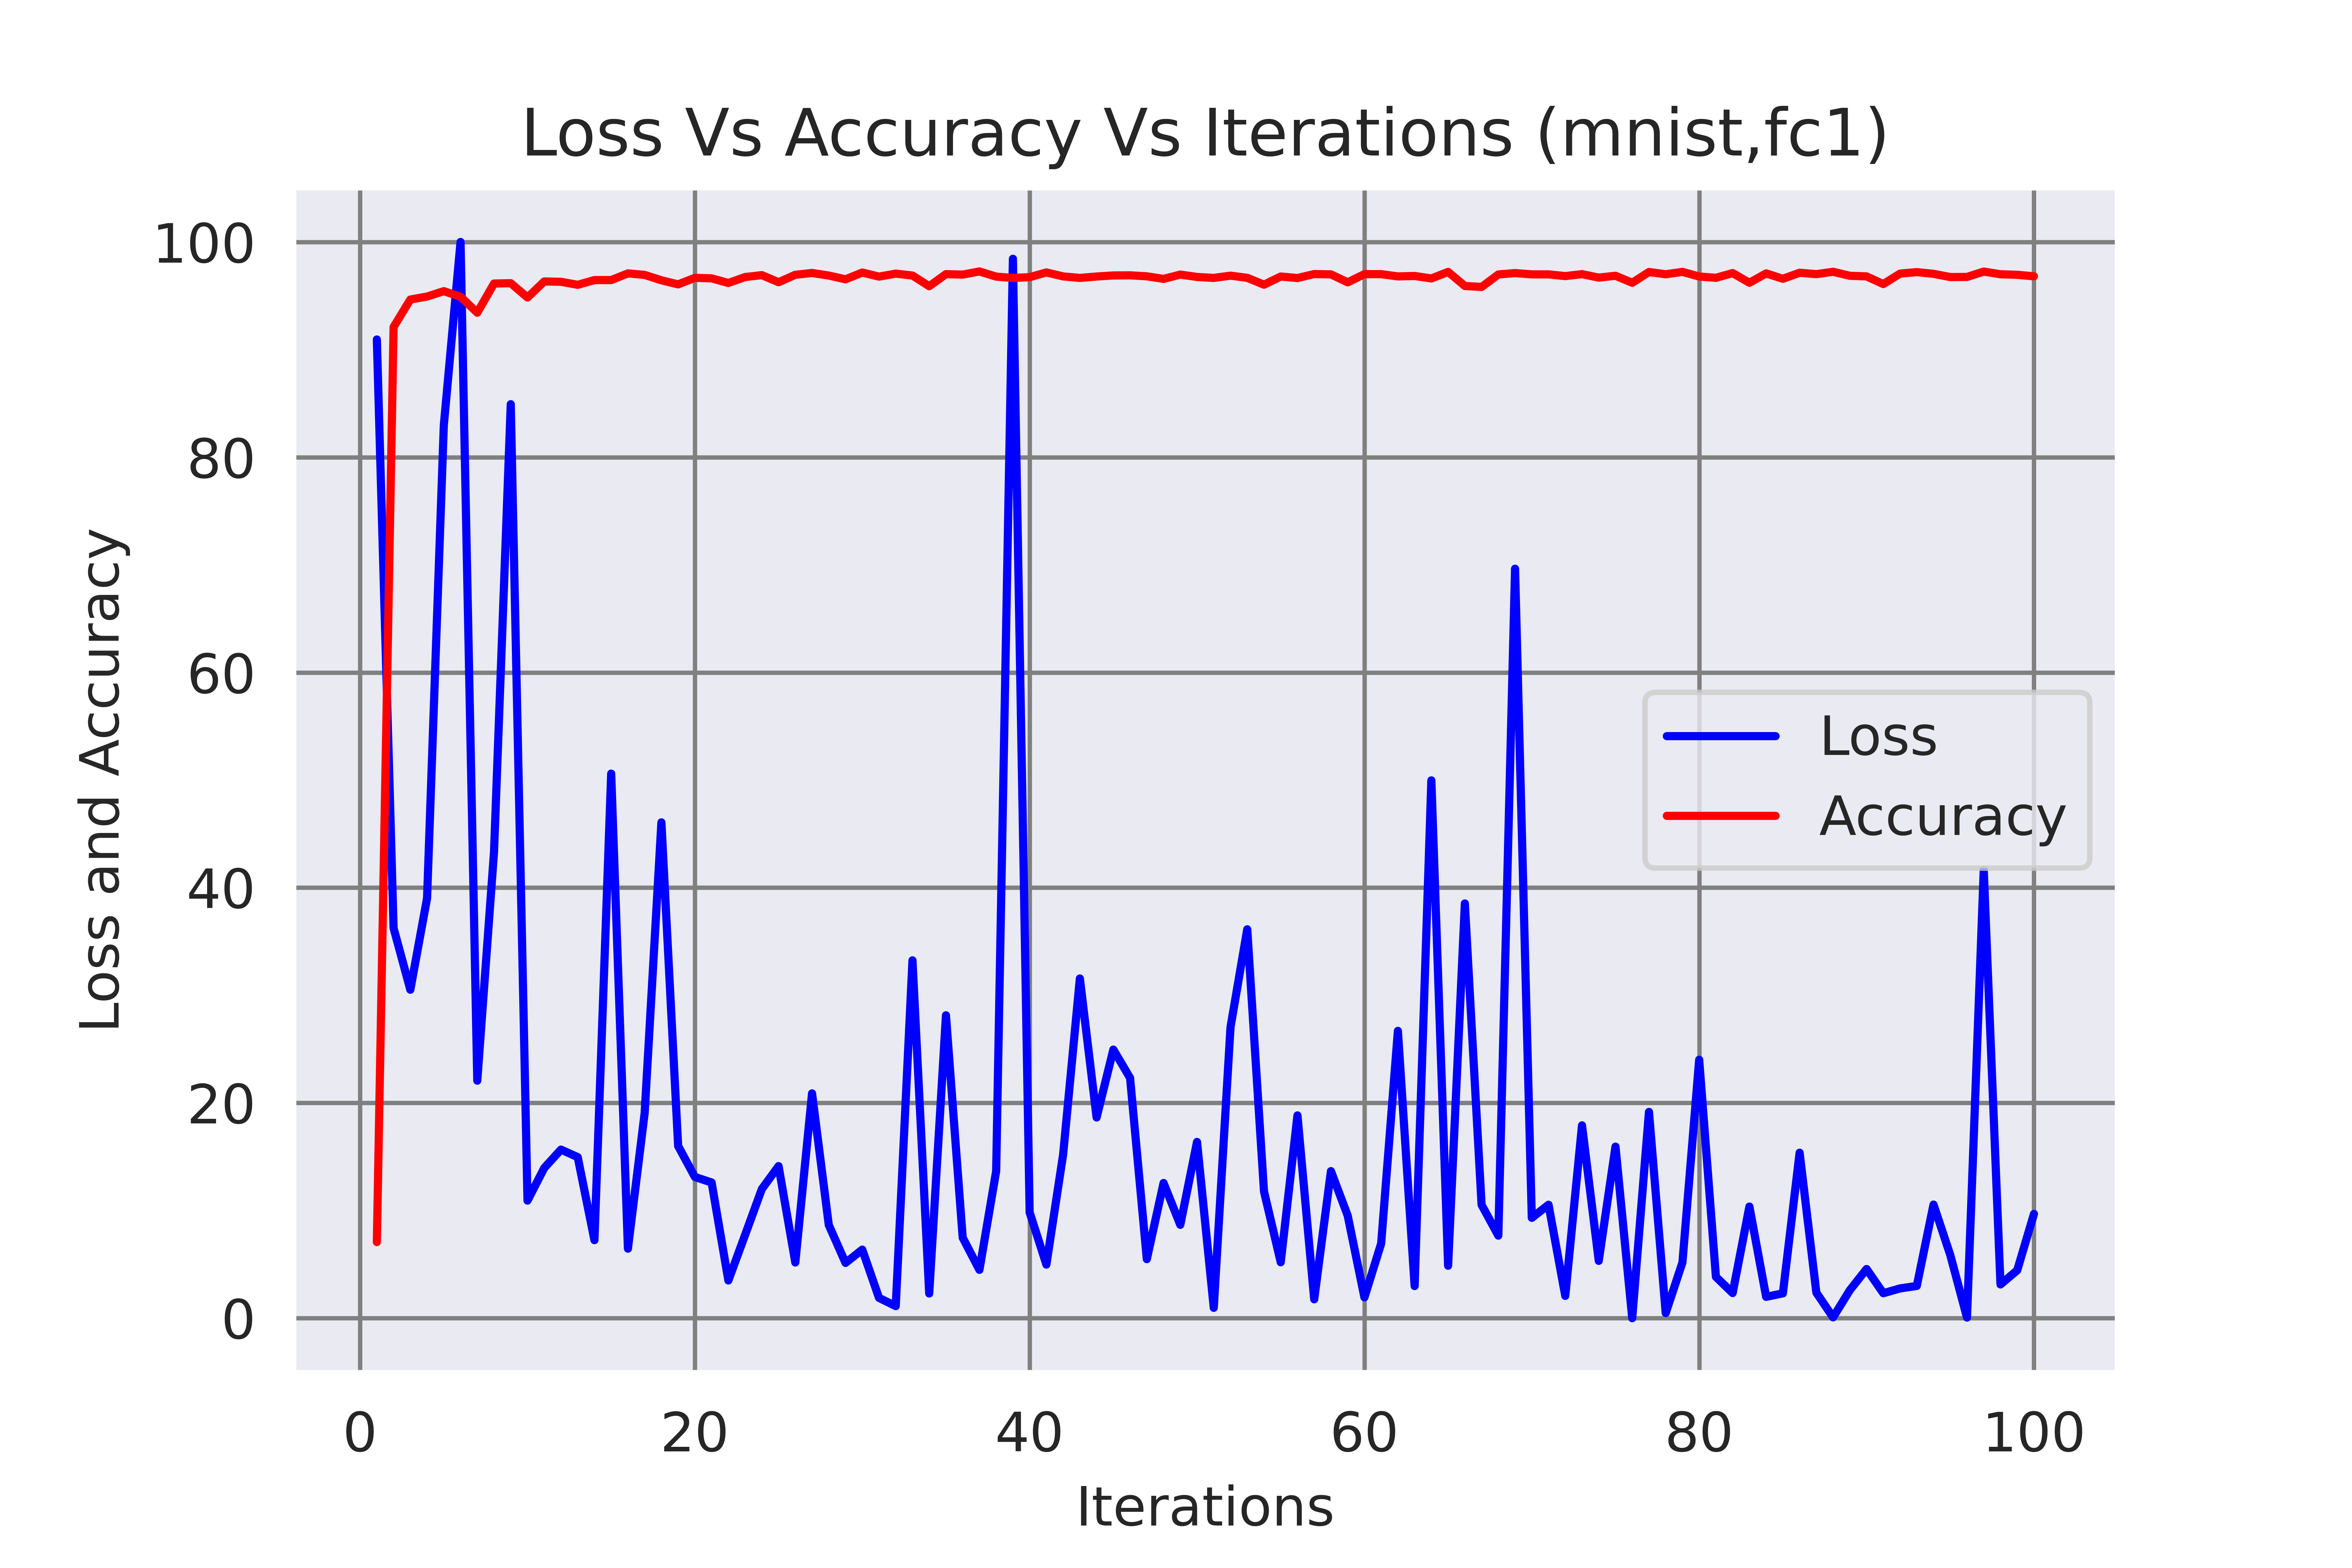 Loss Vs Accuracy Vs Iterations (mnist,fc1)
100
80
60
40
20
0
Loss and Accuracy
Loss
Accuracy
0 20 40 60 80 100
Iterations